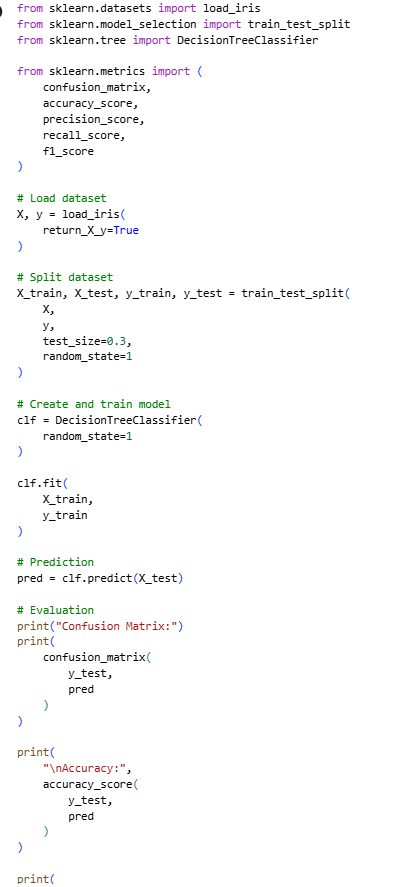 from sklearn.datasets import load_iris
from sklearn.model_selection import train_test_split
from sklearn.tree import DecisionTreeClassifier

from sklearn.metrics import (
    confusion_matrix,
    accuracy_score,
    precision_score,
    recall_score,
    f1_score
)

# Load dataset
X, y = load_iris(
    return_X_y=True
)

# Split dataset
X_train, X_test, y_train, y_test = train_test_split(
    X,
    y,
    test_size=0.3,
    random_state=1
)

# Create and train model
clf = DecisionTreeClassifier(
    random_state=1
)

clf.fit(
    X_train,
    y_train
)

# Prediction
pred = clf.predict(X_test)

# Evaluation
print("Confusion Matrix:")
print(
    confusion_matrix(
        y_test,
        pred
    )
)

print(
    "\nAccuracy:",
    accuracy_score(
        y_test,
        pred
    )
)

print(